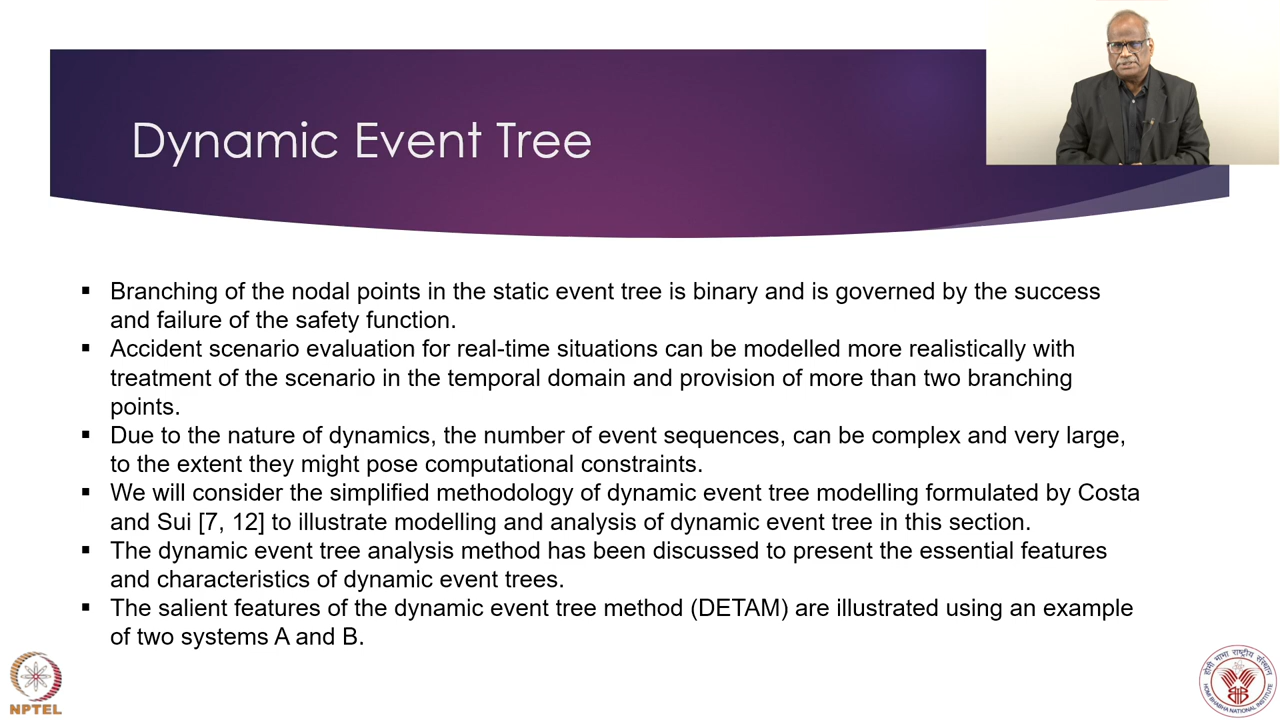 Dynamic Event Tree
▪ Branching of the nodal points in the static event tree is binary and is governed by the success
and failure of the safety function.
▪ Accident scenario evaluation for real-time situations can be modelled more realistically with
treatment of the scenario in the temporal domain and provision of more than two branching
points.
▪ Due to the nature of dynamics, the number of event sequences, can be complex and very large,
to the extent they might pose computational constraints.
▪ We will consider the simplified methodology of dynamic event tree modelling formulated by Costa
and Sui [7, 12] to illustrate modelling and analysis of dynamic event tree in this section.
▪ The dynamic event tree analysis method has been discussed to present the essential features
and characteristics of dynamic event trees.
▪ The salient features of the dynamic event tree method (DETAM) are illustrated using an example
of two systems A and B.
NPTEL
होमी भाभा राष्ट्रीय संस्थान
HOMI BHABHA NATIONAL INSTITUTE